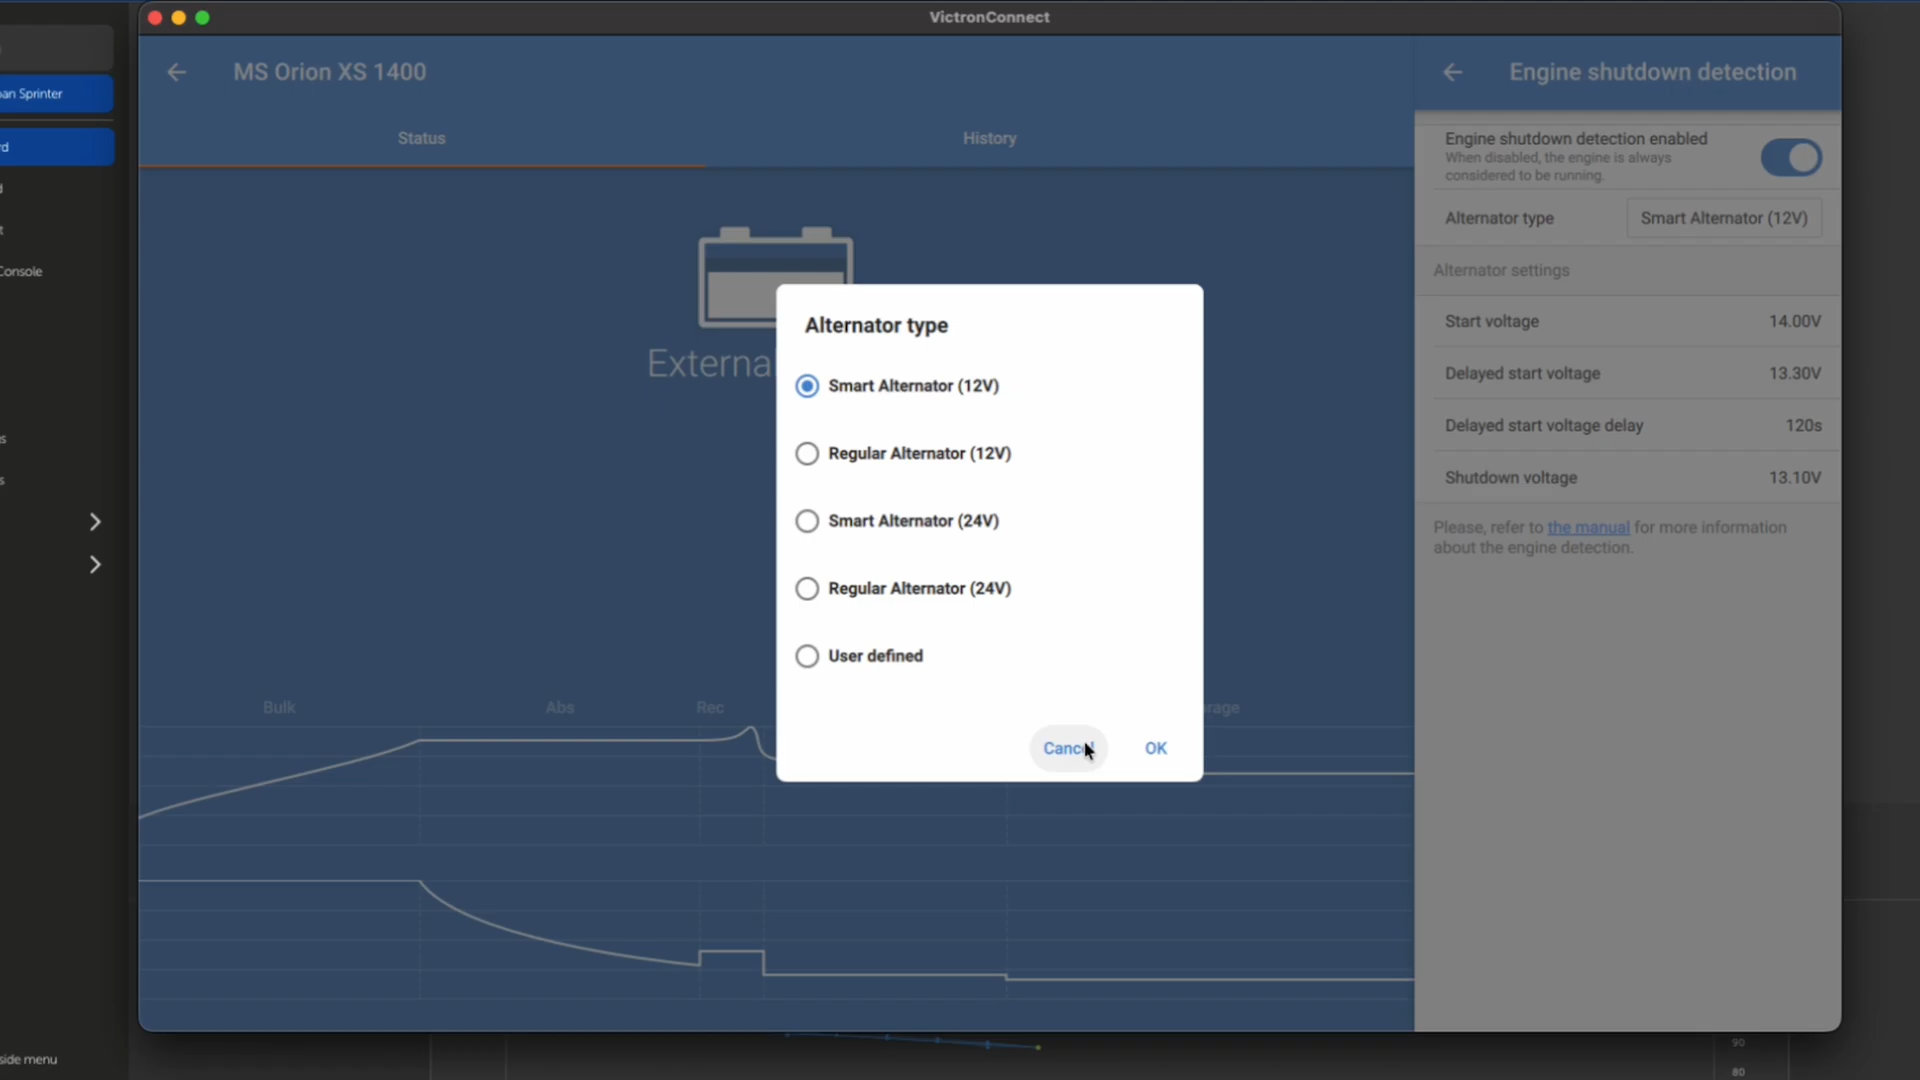 VictronConnect
MS Orion XS 1400
Status
History
Engine shutdown detection
Engine shutdown detection enabled
When disabled, the engine is always
considered to be running.
Alternator type
Smart Alternator (12V)
Alternator settings
Start voltage
14.00V
Delayed start voltage
13.30V
Delayed start voltage delay
120s
Shutdown voltage
13.10V
Please, refer to the manual for more information
about the engine detection.
Externa
Alternator type
Smart Alternator (12V)
Regular Alternator (12V)
Smart Alternator (24V)
Regular Alternator (24V)
User defined
Cancel
OK
Bulk
Abs
Rec
rage
an Sprinter
rd
Console
side menu
90
80